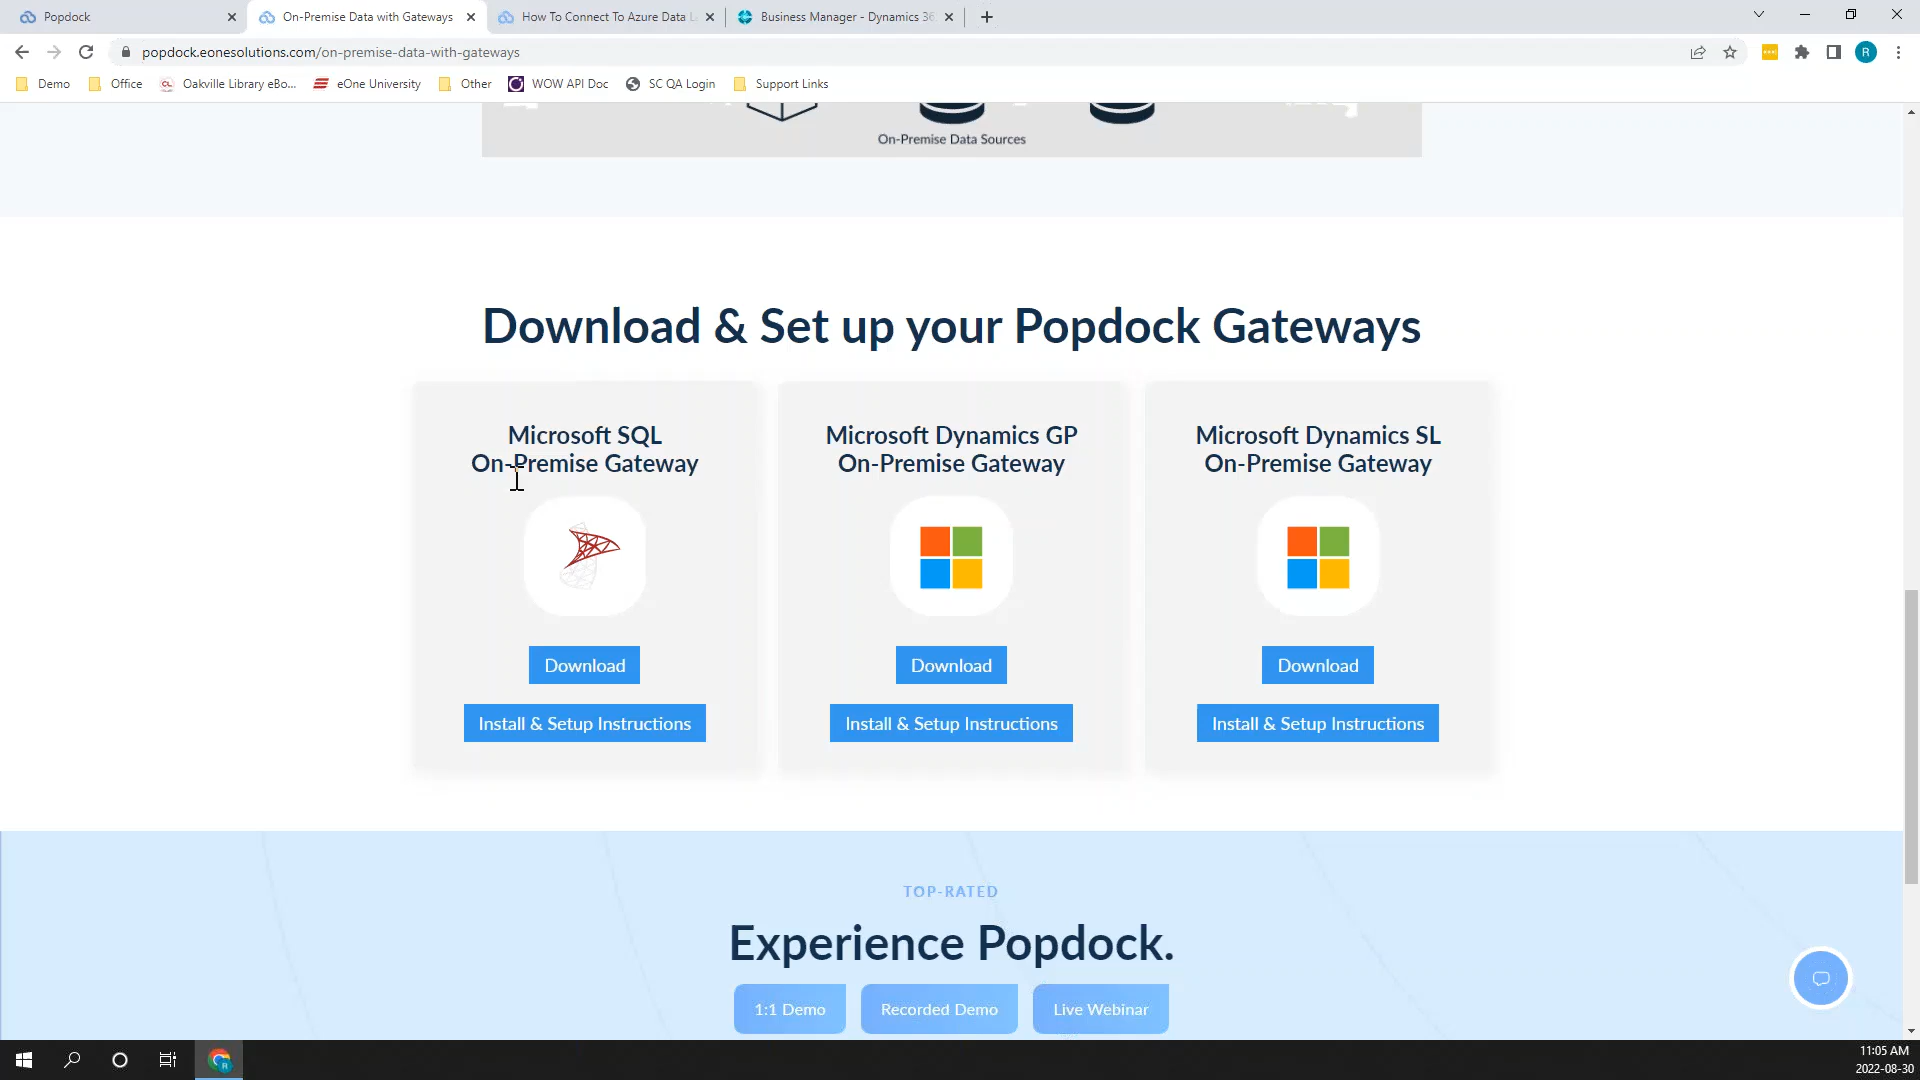 Popdock
On-Premise Data with Gateways
How To Connect To Azure Data L
Business Manager - Dynamics 36
popdock.eonesolutions.com/on-premise-data-with-gateways
R
Demo
Office
CL
Oakville Library eBo...
eOne University
Other
WOW API Doc
SC QA Login
Support Links
On-Premise Data Sources
Download & Set up your Popdock Gateways
Microsoft SQL
On-Premise Gateway
Download
Install & Setup Instructions
Microsoft Dynamics GP
On-Premise Gateway
Download
Install & Setup Instructions
Microsoft Dynamics SL
On-Premise Gateway
Download
Install & Setup Instructions
TOP-RATED
Experience Popdock.
1:1 Demo
Recorded Demo
Live Webinar
R
11:05 AM
2022-08-30